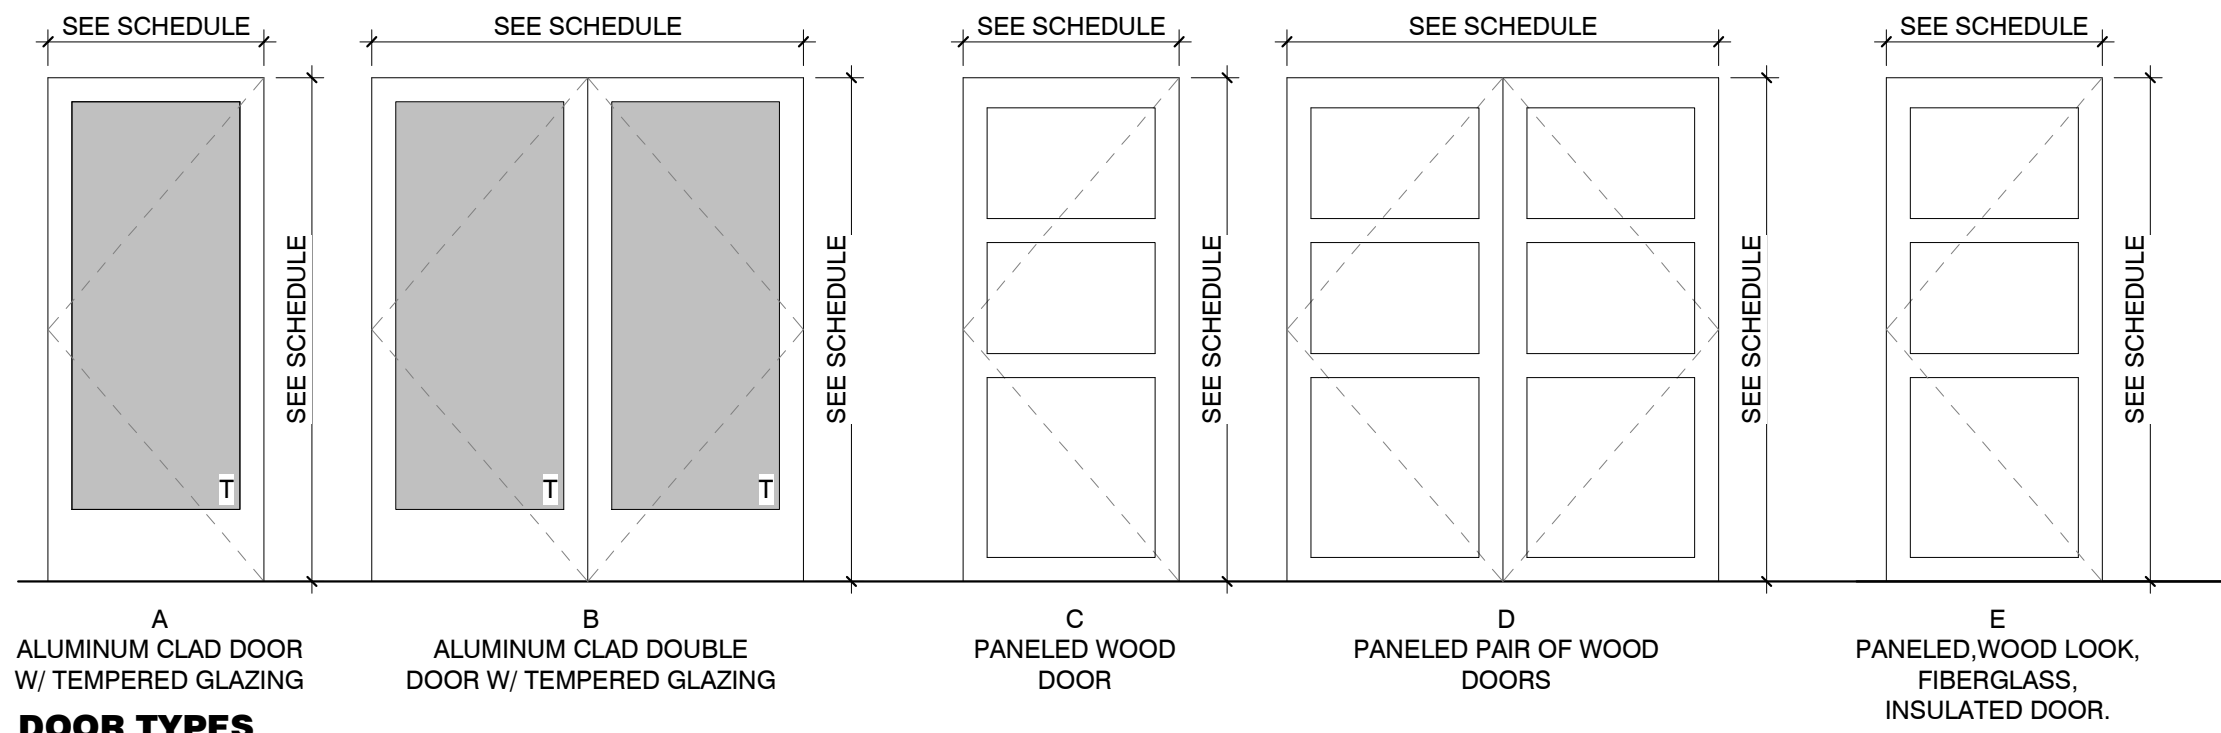 SEE SCHEDULE
SEE SCHEDULE
SEE SCHEDULE
SEE SCHEDULE
SEE SCHEDULE
SEE SCHEDULE
SEE SCHEDULE
SEE SCHEDULE
SEE SCHEDULE
SEE SCHEDULE
T
T
T
A
ALUMINUM CLAD DOOR
W/ TEMPERED GLAZING
B
ALUMINUM CLAD DOUBLE
DOOR W/ TEMPERED GLAZING
C
PANELED WOOD
DOOR
D
PANELED PAIR OF WOOD
DOORS
E
PANELED,WOOD LOOK,
FIBERGLASS,
INSULATED DOOR.
DOOR TYPES